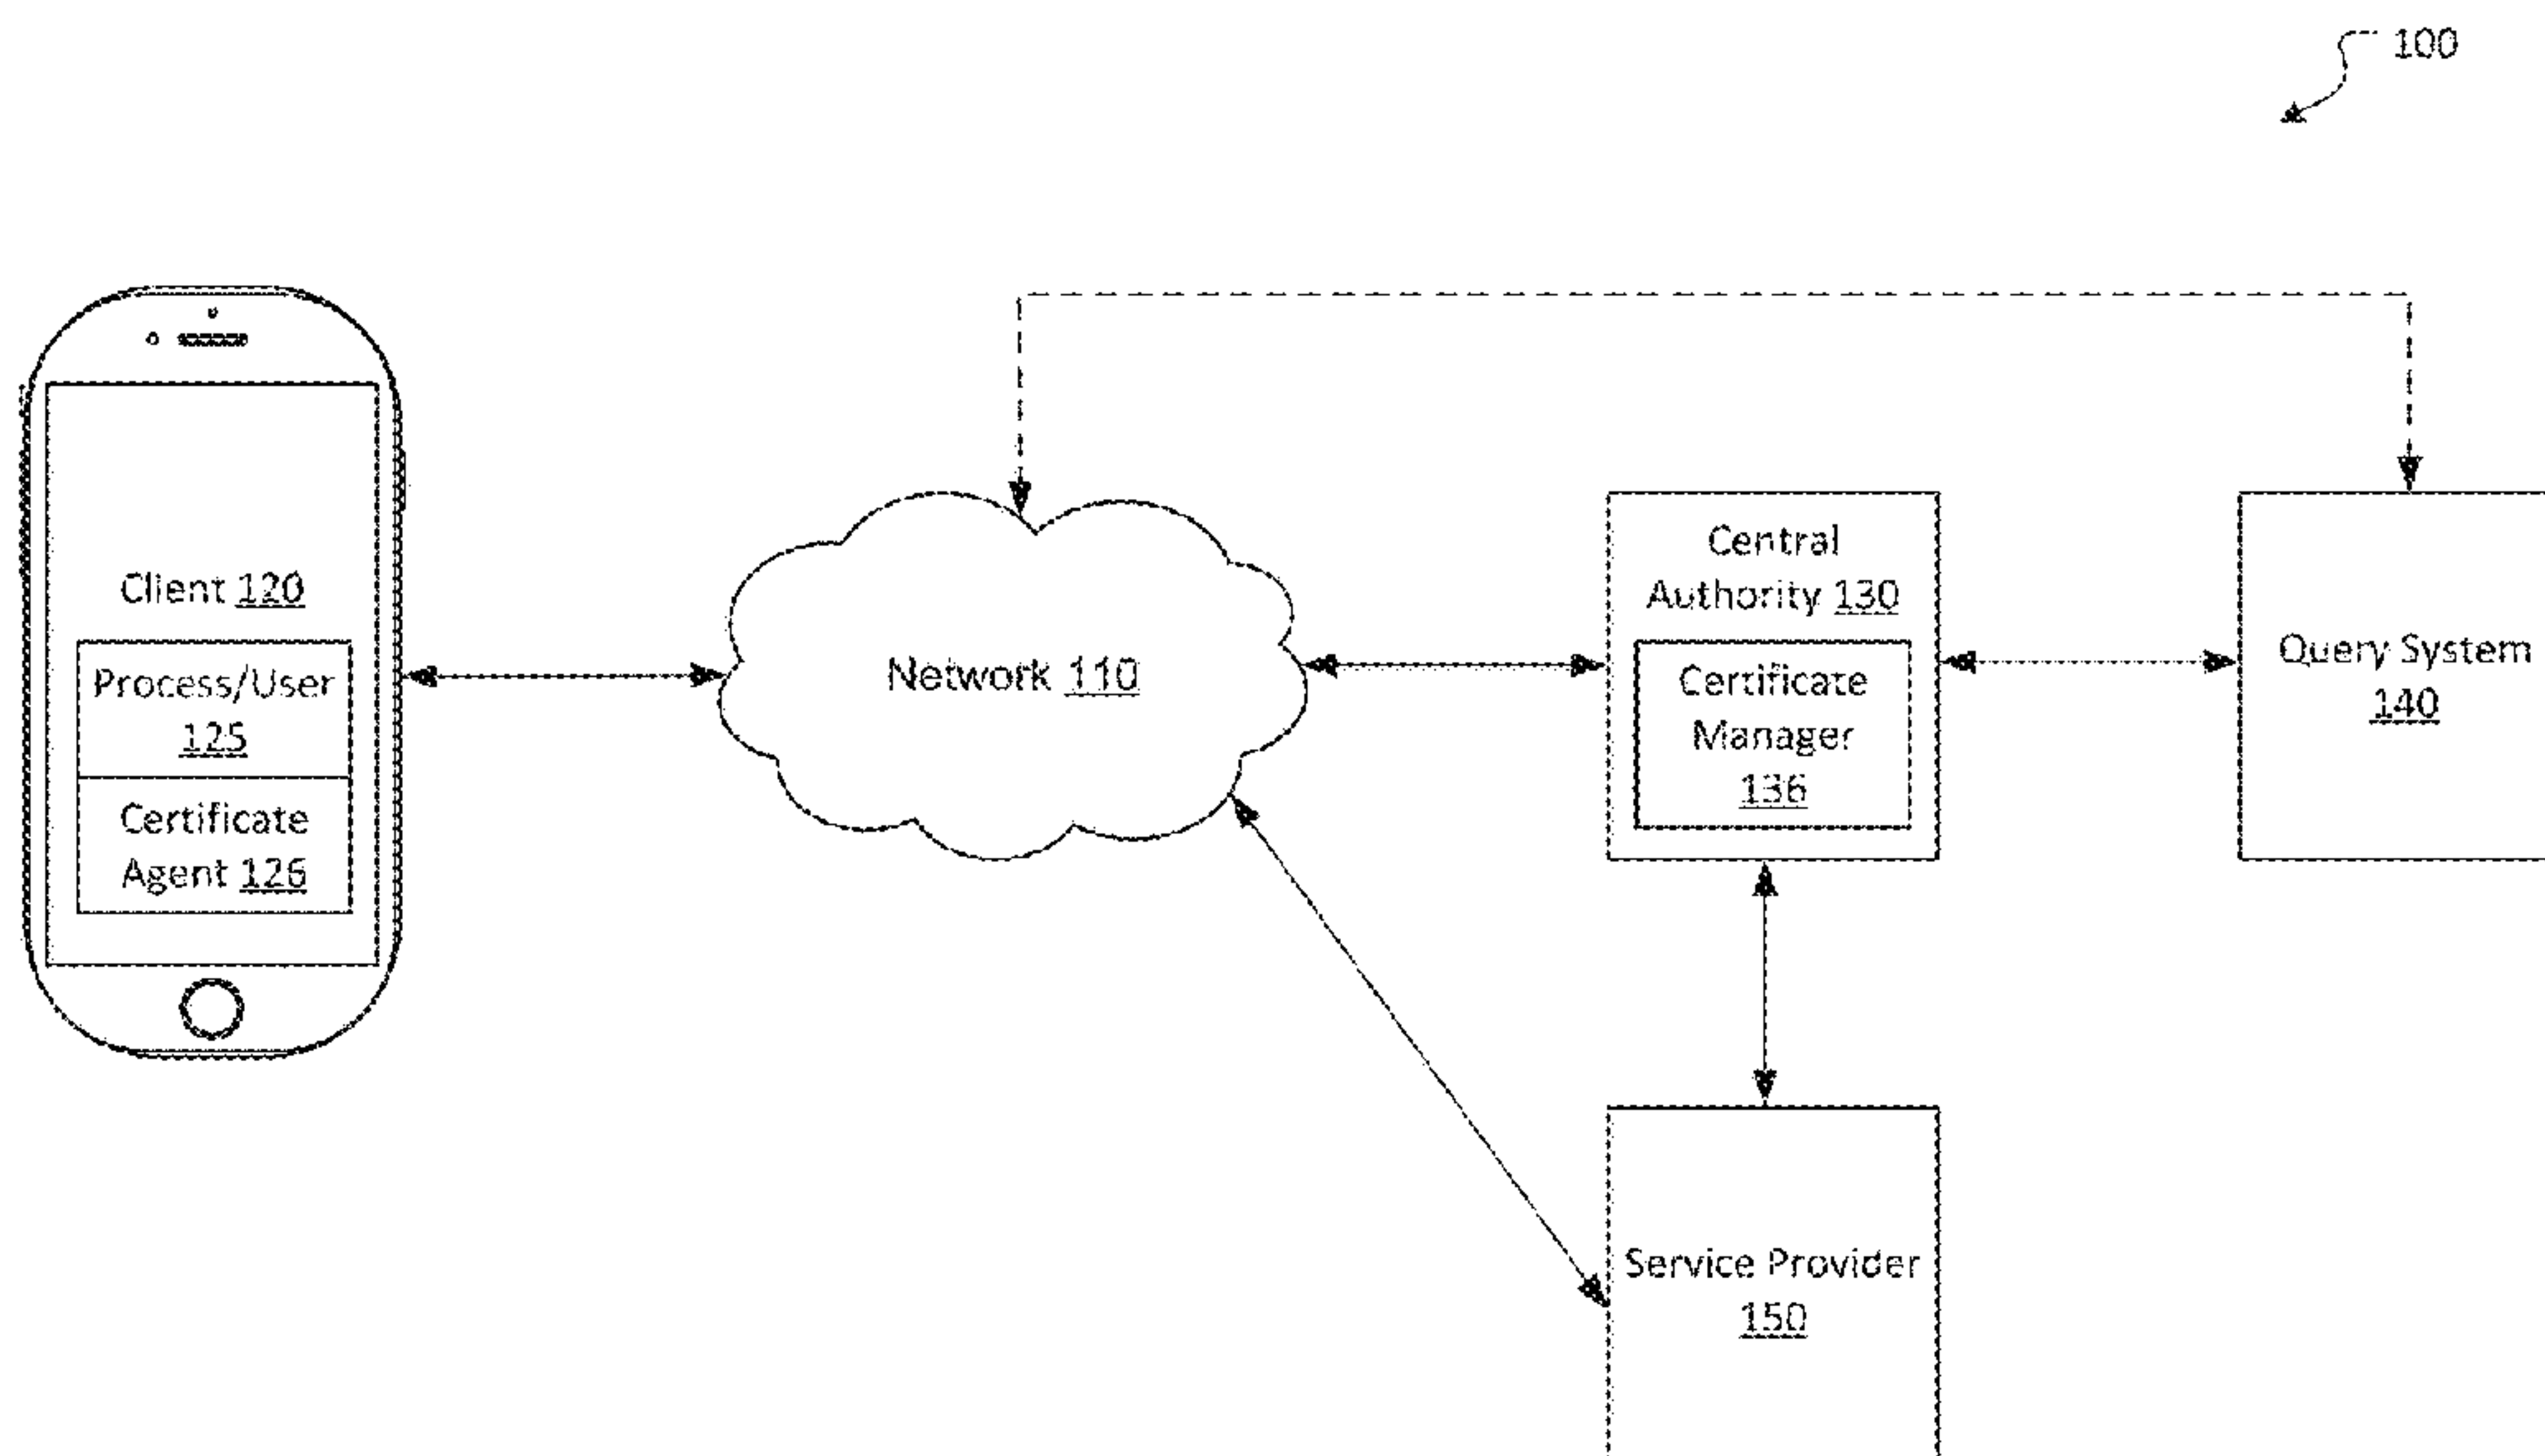 100
Client 120
Process/User
125
Certificate
Agent 126
Network 110
Central
Authority 130
Certificate
Manager
136
Query System
140
Service Provider
150